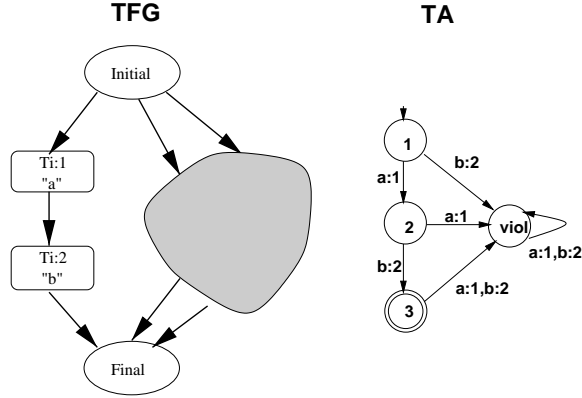 TFG
Initial
Ti:1
"a"
Ti:2
"b"
Final
TA
1
b:2
a:1
2
a:1
viol
a:1,b:2
b:2
a:1,b:2
3